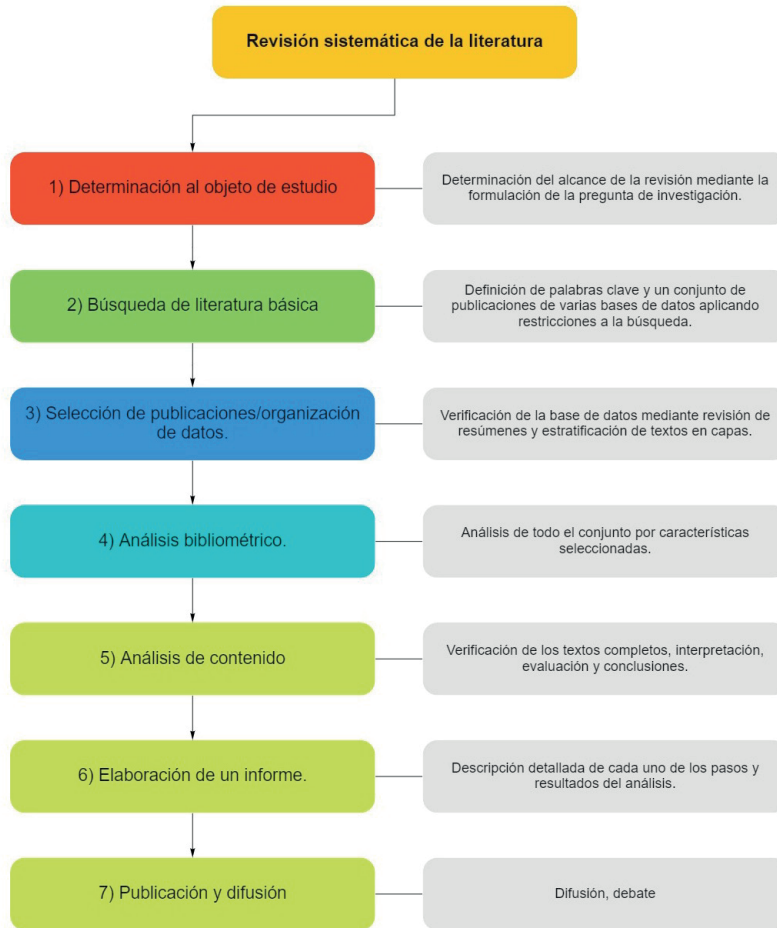 Revisión sistemática de la literatura
1) Determinación al objeto de estudio
Determinación del alcance de la revisión mediante la
formulación de la pregunta de investigación.
2) Búsqueda de literatura básica
Definición de palabras clave y un conjunto de
publicaciones de varias bases de datos aplicando
restricciones a la búsqueda.
3) Selección de publicaciones/organización
de datos.
Verificación de la base de datos mediante revisión de
resúmenes y estratificación de textos en capas.
4) Análisis bibliométrico.
Análisis de todo el conjunto por características
seleccionadas.
5) Análisis de contenido
Verificación de los textos completos, interpretación,
evaluación y conclusiones.
6) Elaboración de un informe.
Descripción detallada de cada uno de los pasos y
resultados del análisis.
7) Publicación y difusión
Difusión, debate